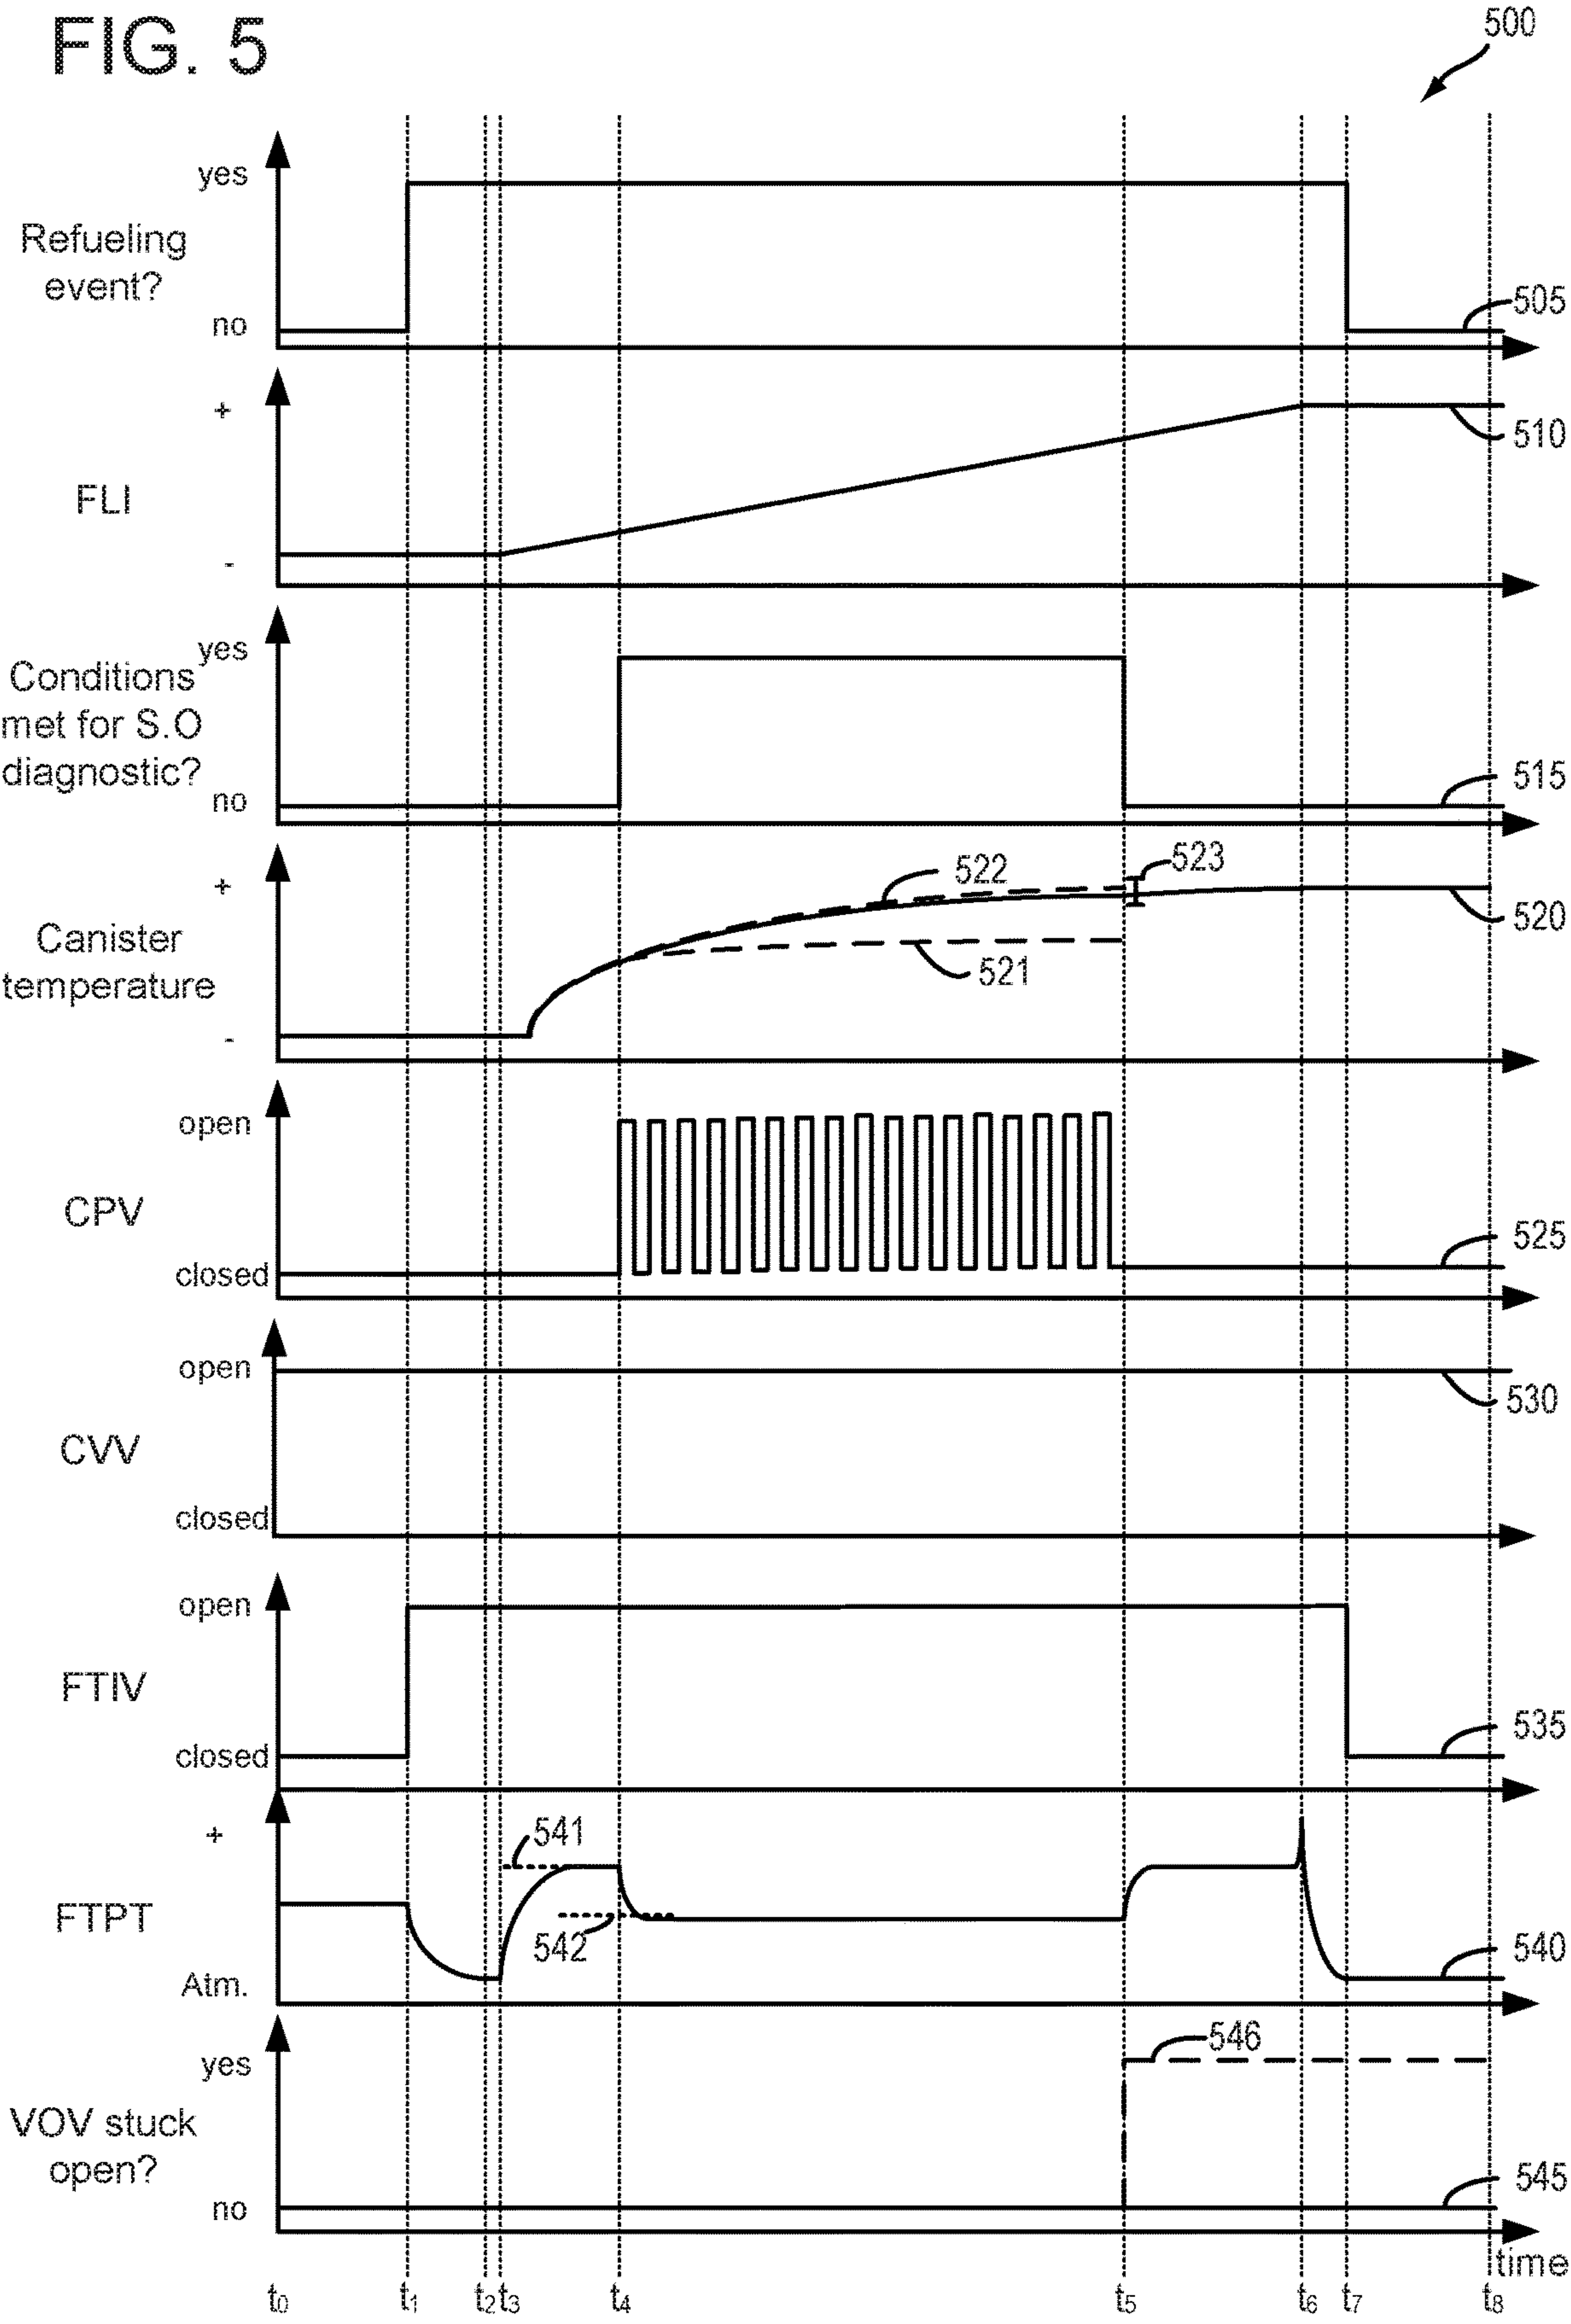 FIG. 5
500
yes
Refueling
event?
no
505
+
510
FLI
-
yes
Conditions
met for S.O
diagnostic?
no
515
+
522
523
520
Canister
temperature
521
-
open
CPV
525
closed
open
530
CVV
closed
open
FTIV
535
closed
+
541
FTPT
542
540
Atm.
546
yes
VOV stuck
open?
545
no
time
t0 t1 t2 t3 t4 t5 t6 t7 t8